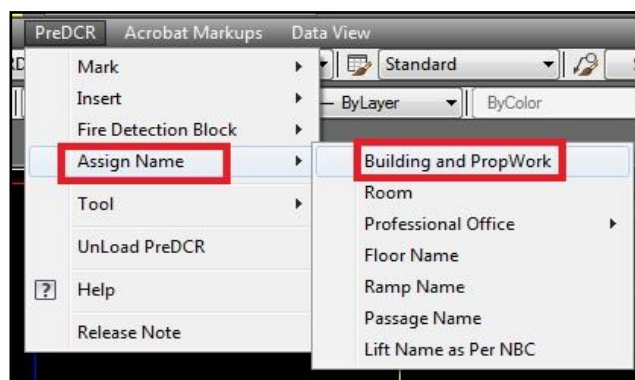 PreDCR Acrobat Markups Data View
Mark Standard
Insert ByLayer ByColor
Fire Detection Block
Assign Name Building and PropWork
Room
Tool Professional Office
Floor Name
UnLoad PreDCR
Ramp Name
? Help
Passage Name
Release Note
Lift Name as Per NBC